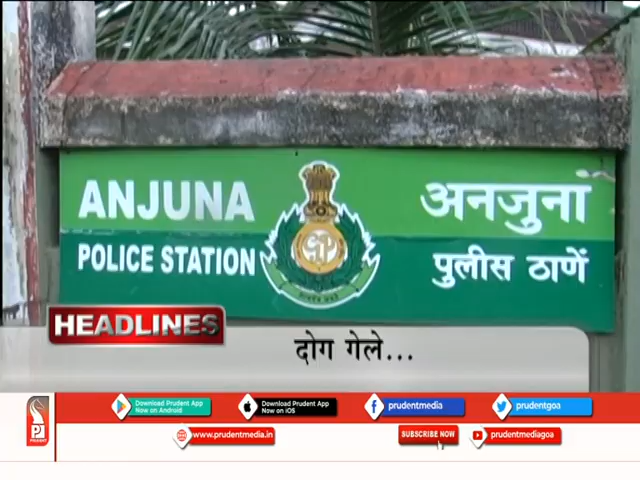 ANJUNA
अनजुना
POLICE STATION
पुलीस ठाणें
HEADLINES
दोग गेले...
PRUDENT
Download Prudent App
Now on Android
Download Prudent App
Now on iOS
prudentmedia
prudentgoa
www.prudentmedia.in
SUBSCRIBE NOW
prudentmediagoa